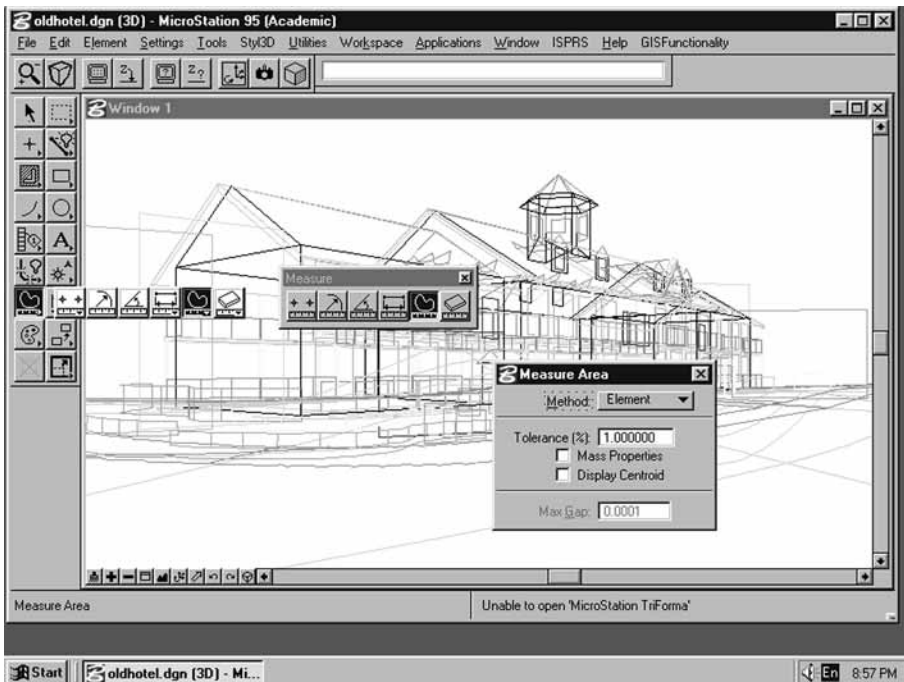 oldhotel.dgn (3D) - MicroStation 95 (Academic)
File Edit Element Settings Tools Styl3D Utilities Workspace Applications Window ISPRS Help GISFunctionality
Window 1
Measure
Measure Area
Method: Element
Tolerance (%): 1.000000
Mass Properties
Display Centroid
Max Gap: 0.0001
Measure Area
Unable to open 'MicroStation TriForma'
Start
oldhotel.dgn (3D) - Mi...
En
8:57 PM